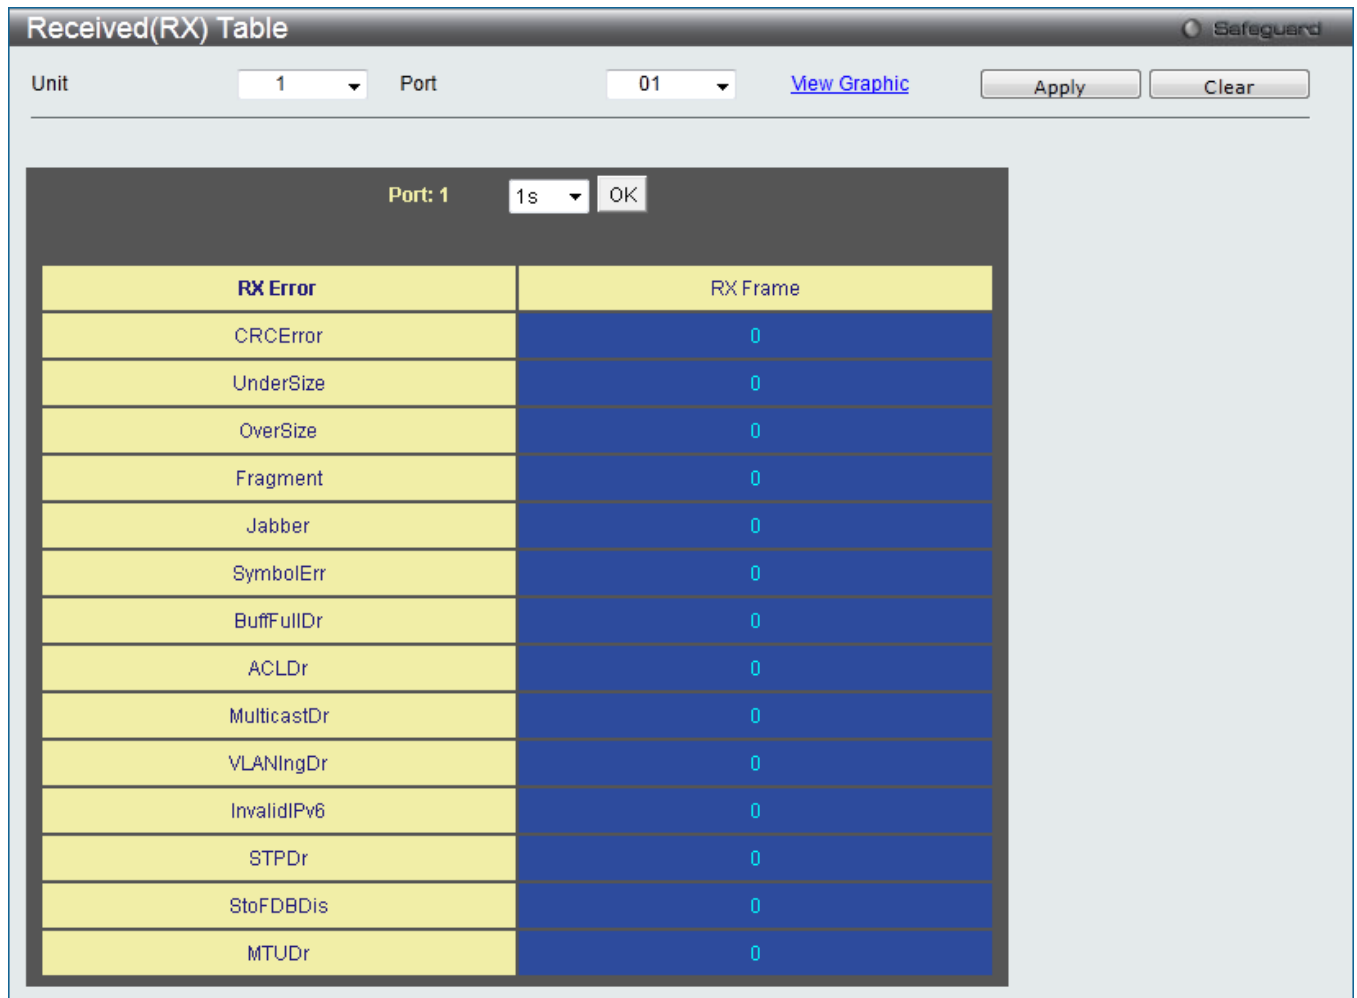 Received(RX) Table Safeguard
Unit 1 Port 01 View Graphic Apply Clear
Port: 1 1s OK
RX Error RX Frame
CRCError 0
UnderSize 0
OverSize 0
Fragment 0
Jabber 0
SymbolErr 0
BuffFullDr 0
ACLDr 0
MulticastDr 0
VLANIngDr 0
InvalidIPv6 0
STPDr 0
StoFDBDis 0
MTUDr 0